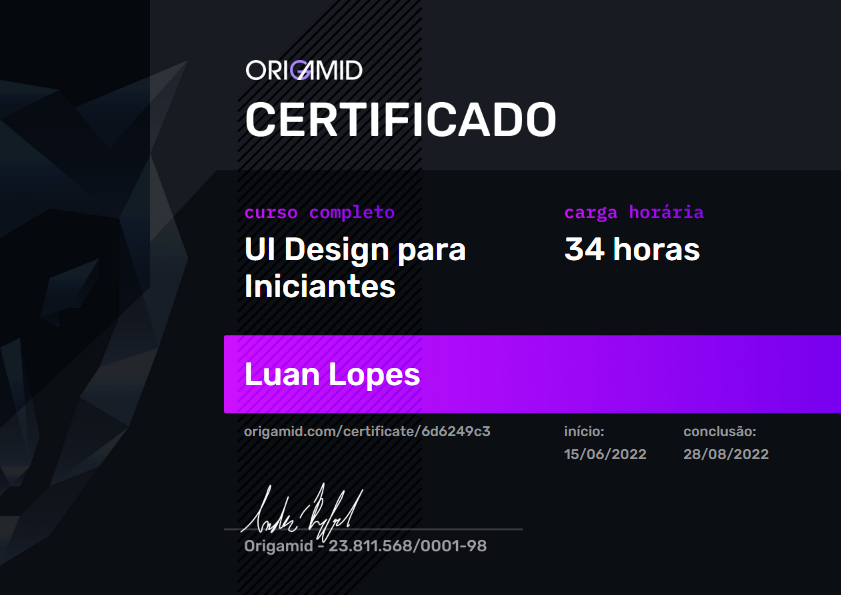 ORIGAMID
CERTIFICADO
curso completo
UI Design para
Iniciantes
carga horária
34 horas
Luan Lopes
origamid.com/certificate/6d6249c3
início:
15/06/2022
conclusão:
28/08/2022
Origamid - 23.811.568/0001-98